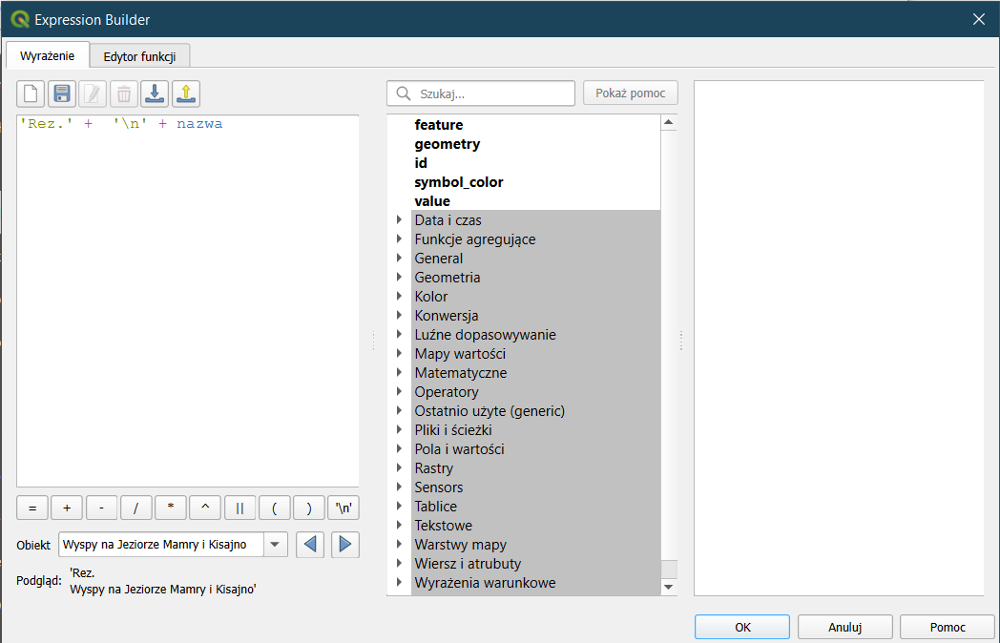 Expression Builder
Wyrażenie
Edytor funkcji
'Rez.' +  '\n' + nazwa
= + - / * ^ || ( ) '\n'
Obiekt Wyspy na Jeziorze Mamry i Kisajno
Podgląd: 'Rez.
Wyspy na Jeziorze Mamry i Kisajno'
Szukaj...
Pokaż pomoc
feature
geometry
id
symbol_color
value
Data i czas
Funkcje agregujące
General
Geometria
Kolor
Konwersja
Luźne dopasowywanie
Mapy wartości
Matematyczne
Operatory
Ostatnio użyte (generic)
Pliki i ścieżki
Pola i wartości
Rastry
Sensors
Tablice
Tekstowe
Warstwy mapy
Wiersz i atrubuty
Wyrażenia warunkowe
OK
Anuluj
Pomoc